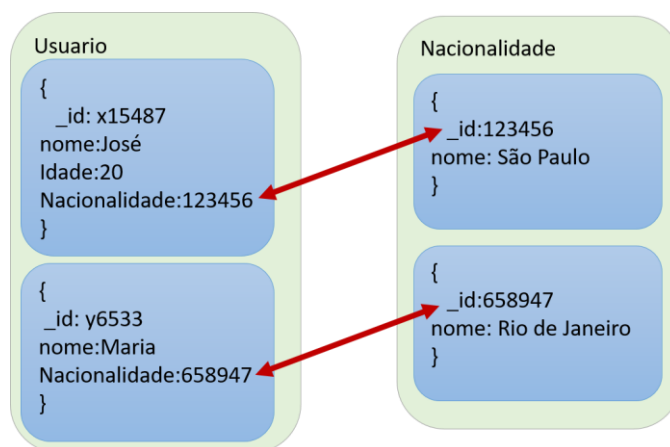 Usuario
{
_id: x15487
nome:José
Idade:20
Nacionalidade:123456
}
{
_id: y6533
nome:Maria
Nacionalidade:658947
}
Nacionalidade
{
_id:123456
nome: São Paulo
}
{
_id:658947
nome: Rio de Janeiro
}